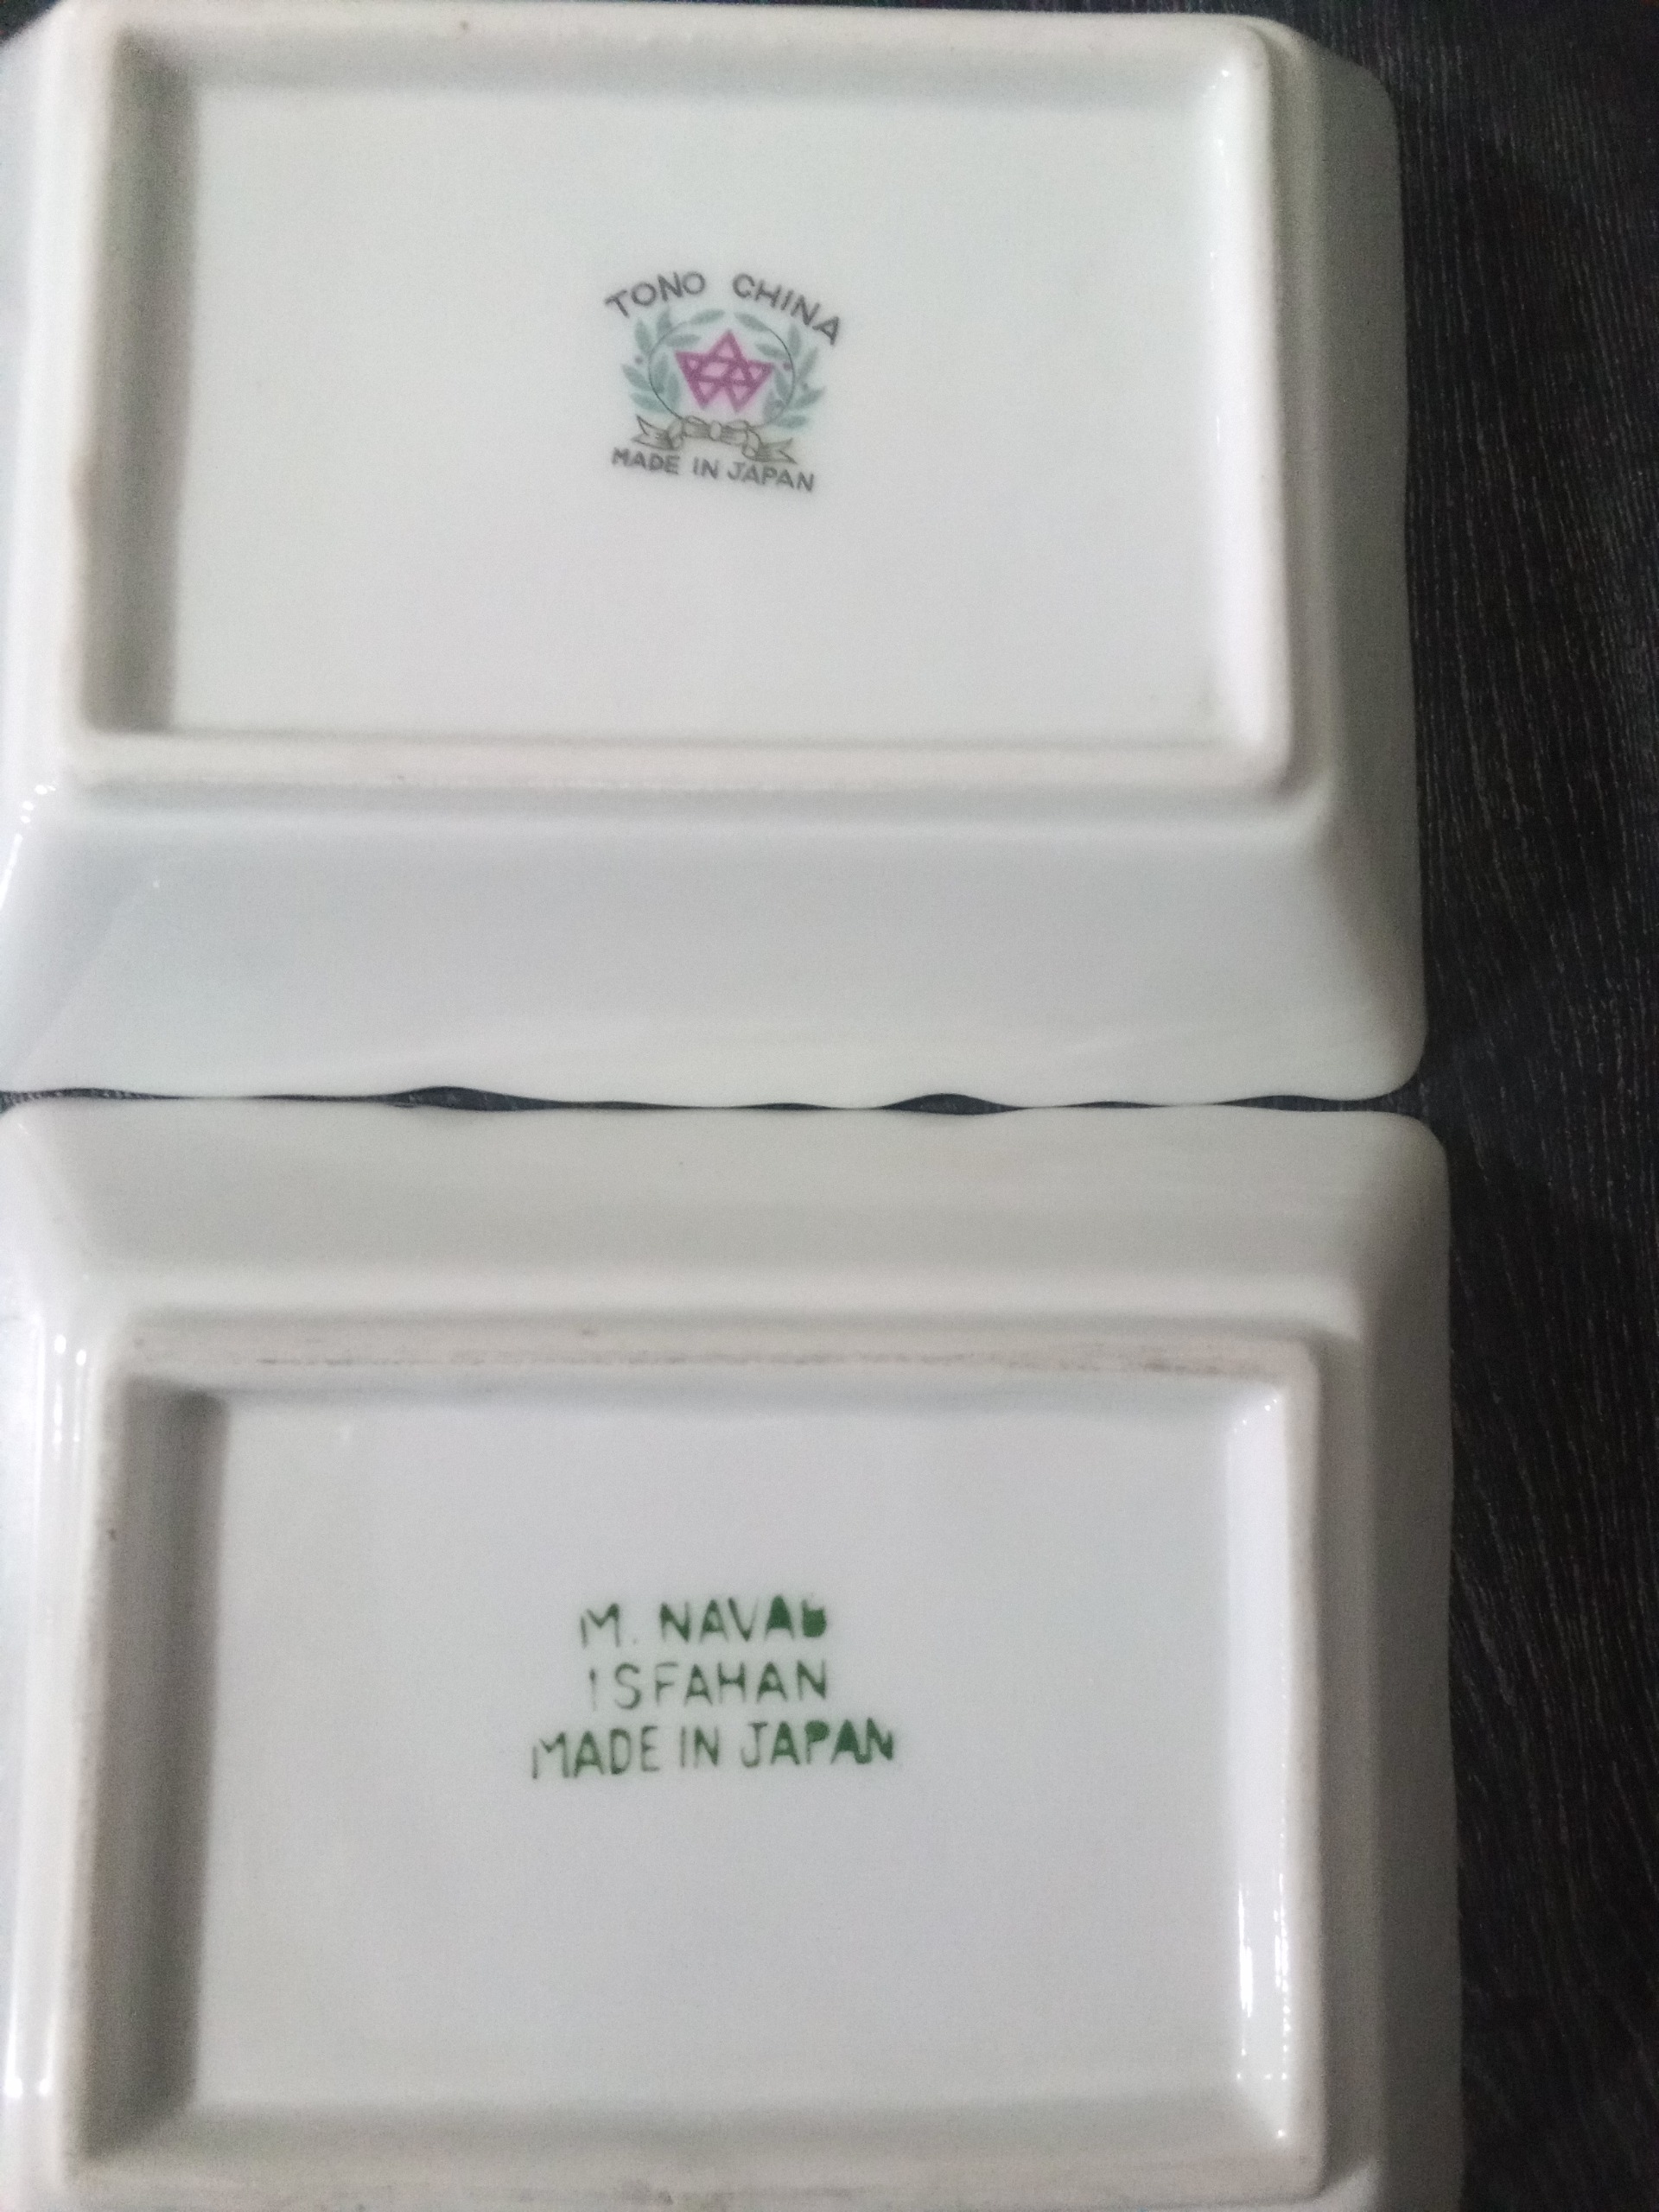 TONO CHINA
MADE IN JAPAN
M. NAVAB
ISFAHAN
MADE IN JAPAN